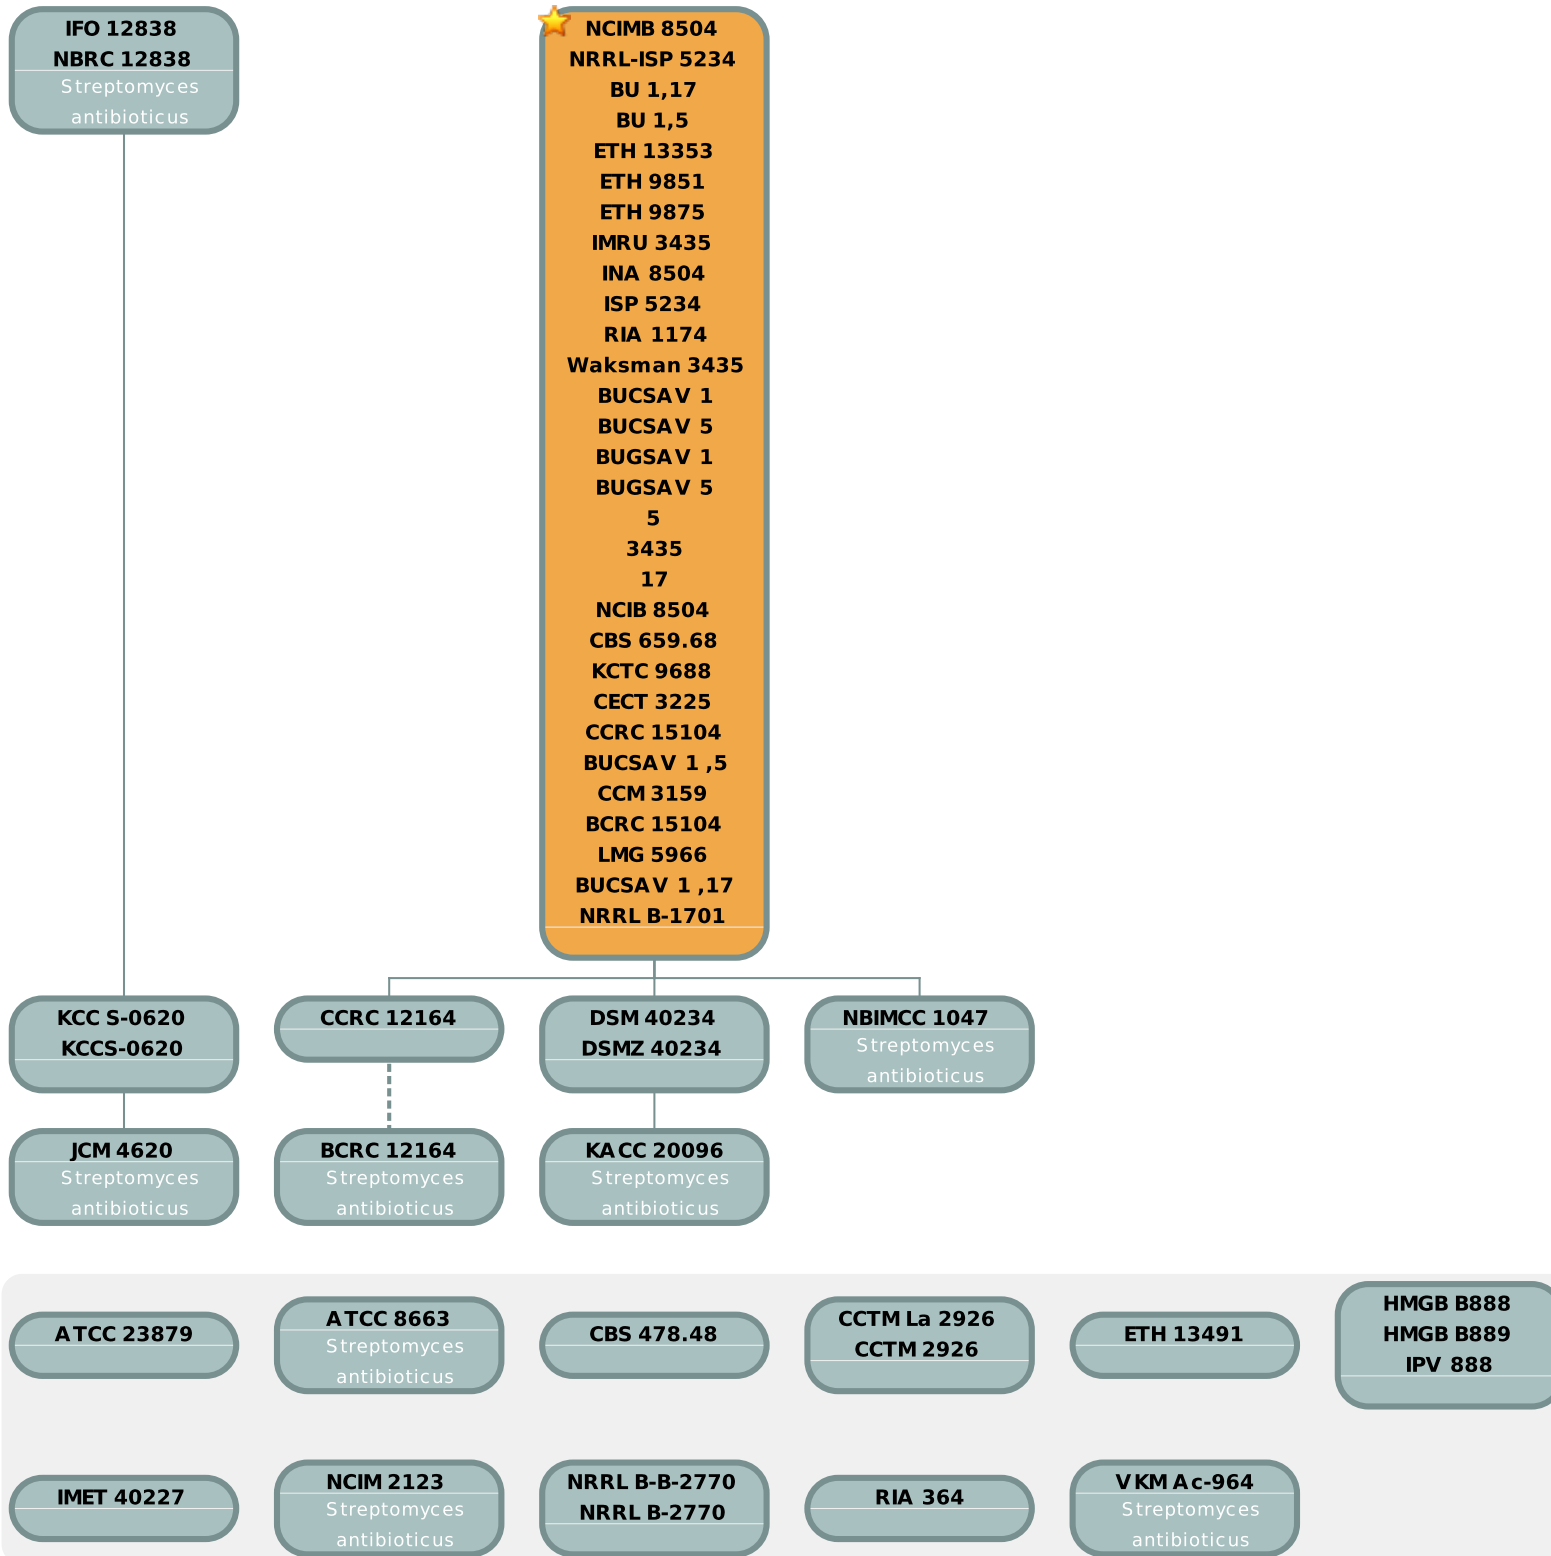 IFO 12838
NBRC 12838
Streptomyces
antibioticus
NCIMB 8504
NRRL-ISP 5234
BU 1,17
BU 1,5
ETH 13353
ETH 9851
ETH 9875
IMRU 3435
INA 8504
ISP 5234
RIA 1174
Waksman 3435
BUCSAV 1
BUCSAV 5
BUGSAV 1
BUGSAV 5
5
3435
17
NCIB 8504
CBS 659.68
KCTC 9688
CECT 3225
CCRC 15104
BUCSAV 1 ,5
CCM 3159
BCRC 15104
LMG 5966
BUCSAV 1 ,17
NRRL B-1701
KCC S-0620
KCCS-0620
CCRC 12164
DSM 40234
DSMZ 40234
NBIMCC 1047
Streptomyces
antibioticus
JCM 4620
Streptomyces
antibioticus
BCRC 12164
Streptomyces
antibioticus
KACC 20096
Streptomyces
antibioticus
ATCC 23879
ATCC 8663
Streptomyces
antibioticus
CBS 478.48
CCTM La 2926
CCTM 2926
ETH 13491
HMGB B888
HMGB B889
IPV 888
IMET 40227
NCIM 2123
Streptomyces
antibioticus
NRRL B-B-2770
NRRL B-2770
RIA 364
VKM Ac-964
Streptomyces
antibioticus